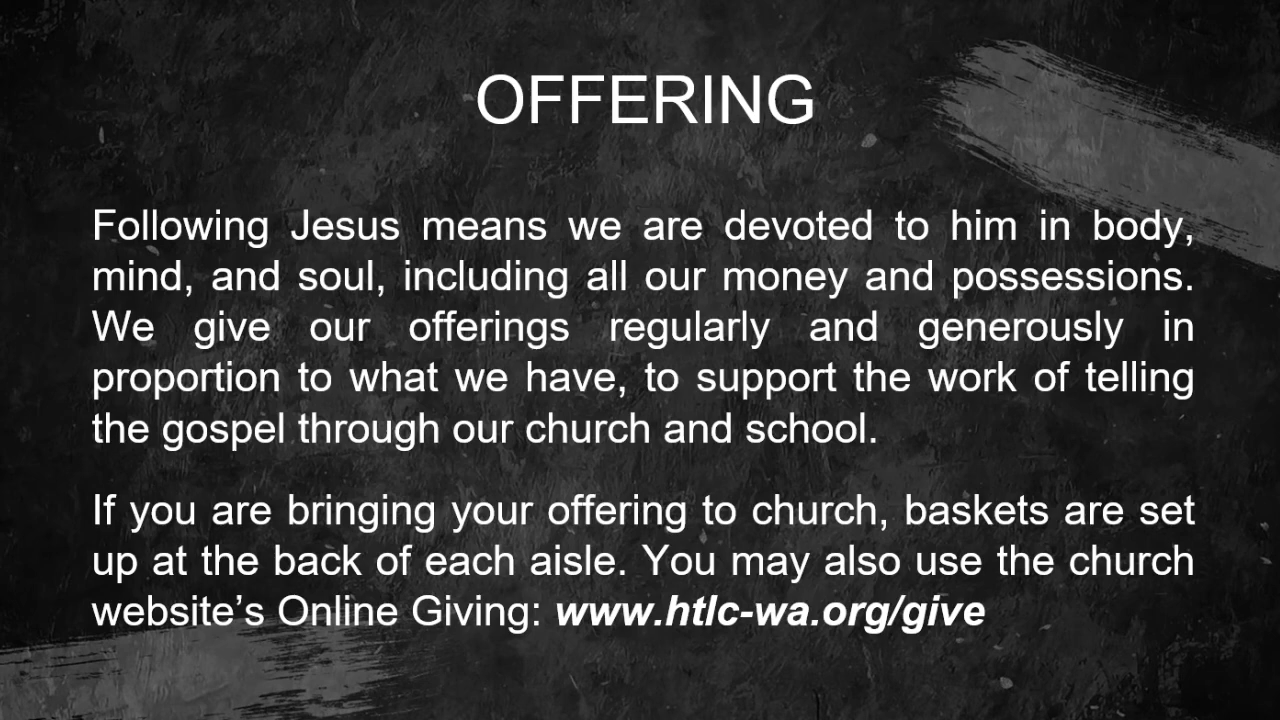 OFFERING
Following Jesus means we are devoted to him in body,
mind, and soul, including all our money and possessions.
We give our offerings regularly and generously in
proportion to what we have, to support the work of telling
the gospel through our church and school.
If you are bringing your offering to church, baskets are set
up at the back of each aisle. You may also use the church
website’s Online Giving: www.htlc-wa.org/give